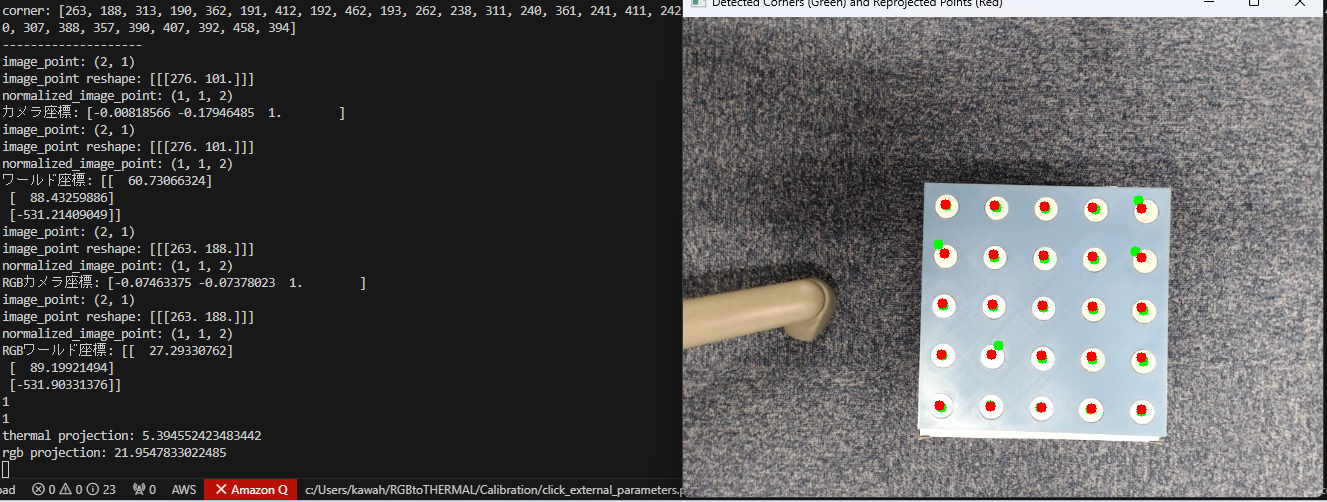 corner: [263, 188, 313, 190, 362, 191, 412, 192, 462, 193, 262, 238, 311, 240, 361, 241, 411, 242
0, 307, 388, 357, 390, 407, 392, 458, 394]
--------------------
image_point: (2, 1)
image_point reshape: [[[276. 101.]]]
normalized_image_point: (1, 1, 2)
カメラ座標: [-0.00818566 -0.17946485  1.        ]
image_point: (2, 1)
image_point reshape: [[[276. 101.]]]
normalized_image_point: (1, 1, 2)
ワールド座標: [[  60.73066324]
 [  88.43259886]
 [-531.21409049]]
image_point: (2, 1)
image_point reshape: [[[263. 188.]]]
normalized_image_point: (1, 1, 2)
RGBカメラ座標: [-0.07463375 -0.07378023  1.        ]
image_point: (2, 1)
image_point reshape: [[[263. 188.]]]
normalized_image_point: (1, 1, 2)
RGBワールド座標: [[  27.29330762]
 [  89.19921494]
 [-531.90331376]]
1
1
thermal projection: 5.394552423483442
rgb projection: 21.9547833022485
oad 0 0 23 0 AWS Amazon Q c:/Users/kawah/RGBtoTHERMAL/Calibration/click_external_parameters.p
Detected Corners (Green) and Reprojected Points (Red)